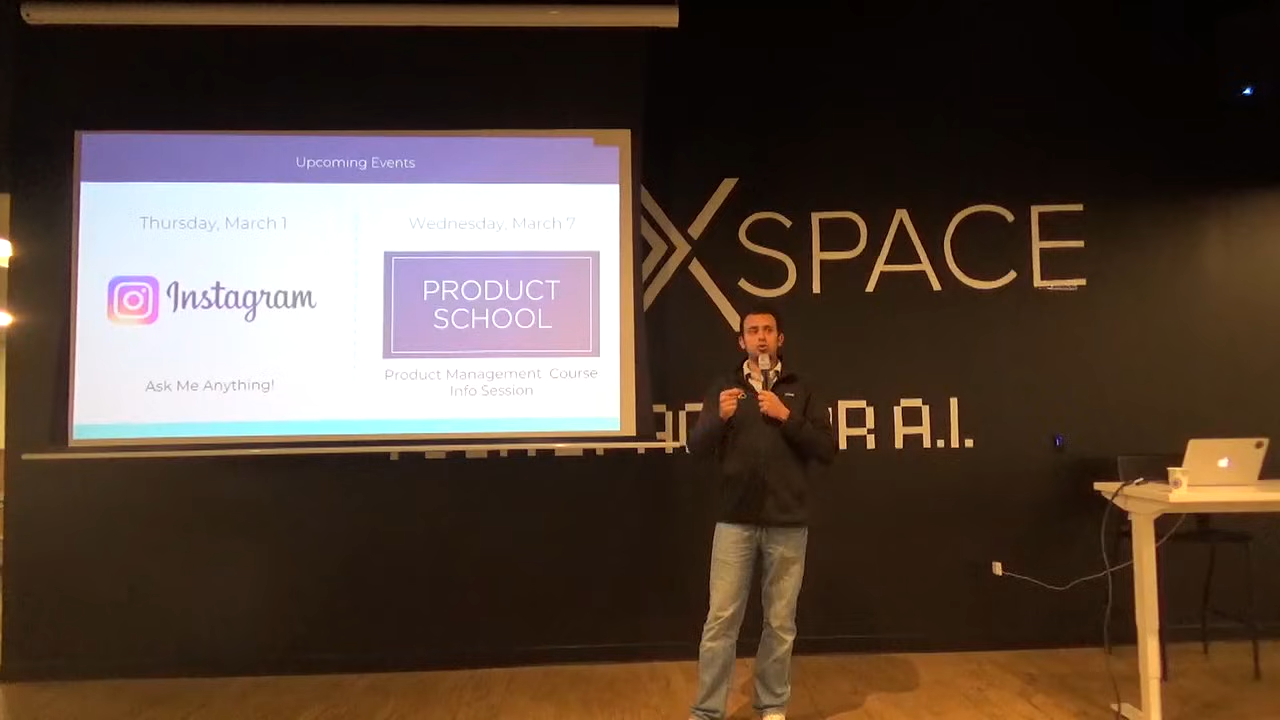 Upcoming Events
Thursday, March 1
Instagram
Ask Me Anything!
Wednesday, March 7
PRODUCT
SCHOOL
Product Management Course
Info Session
XSPACE
A.I.